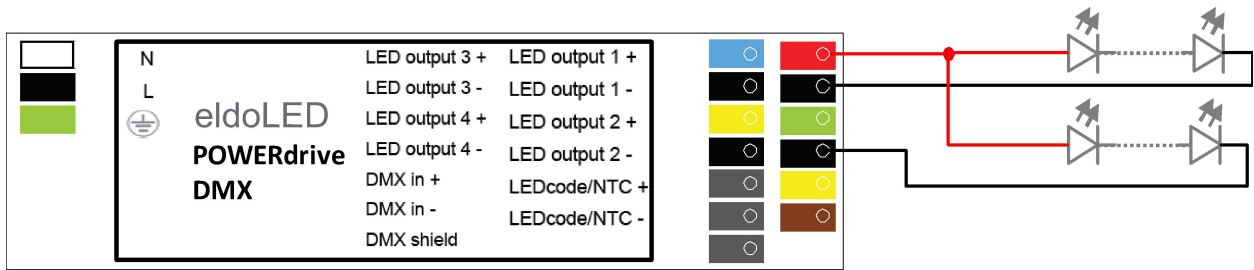 N
L
eldoLED
POWERdrive
DMX
LED output 3 +
LED output 3 -
LED output 4 +
LED output 4 -
DMX in +
DMX in -
DMX shield
LED output 1 +
LED output 1 -
LED output 2 +
LED output 2 -
LEDcode/NTC +
LEDcode/NTC -